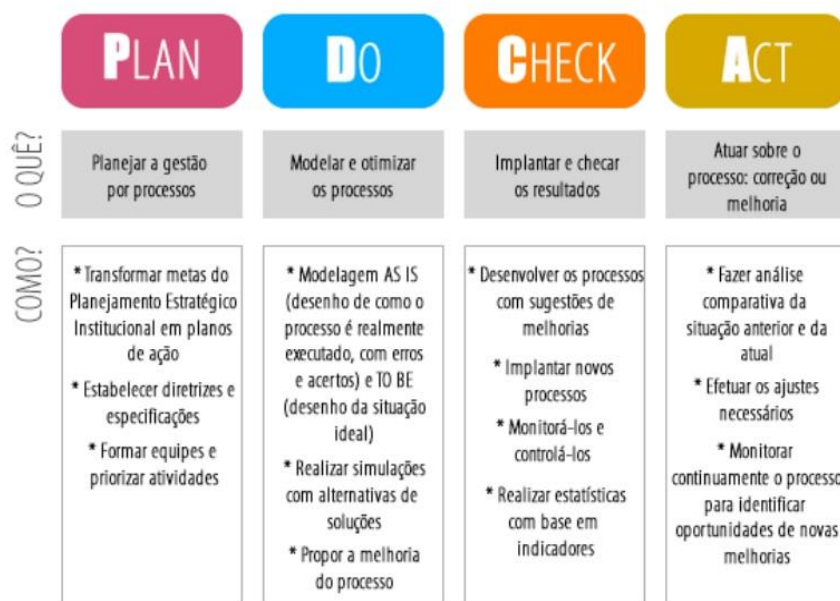 PLAN
DO
CHECK
ACT
O QUÊ?
Planejar a gestão
por processos
Modelar e otimizar
os processos
Implantar e checar
os resultados
Atuar sobre o
processo: correção ou
melhoria
COMO?
* Transformar metas do
Planejamento Estratégico
Institucional em planos
de ação
* Estabelecer diretrizes e
especificações
* Formar equipes e
priorizar atividades
* Modelagem AS IS
(desenho de como o
processo é realmente
executado, com erros
e acertos) e TO BE
(desenho da situação
ideal)
* Realizar simulações
com alternativas de
soluções
* Propor a melhoria
do processo
* Desenvolver os processos
com sugestões de
melhorias
* Implantar novos
processos
* Monitorá-los e
controlá-los
* Realizar estatísticas
com base em
indicadores
* Fazer análise
comparativa da
situação anterior e da
atual
* Efetuar os ajustes
necessários
* Monitorar
continuamente o processo
para identificar
oportunidades de novas
melhorias